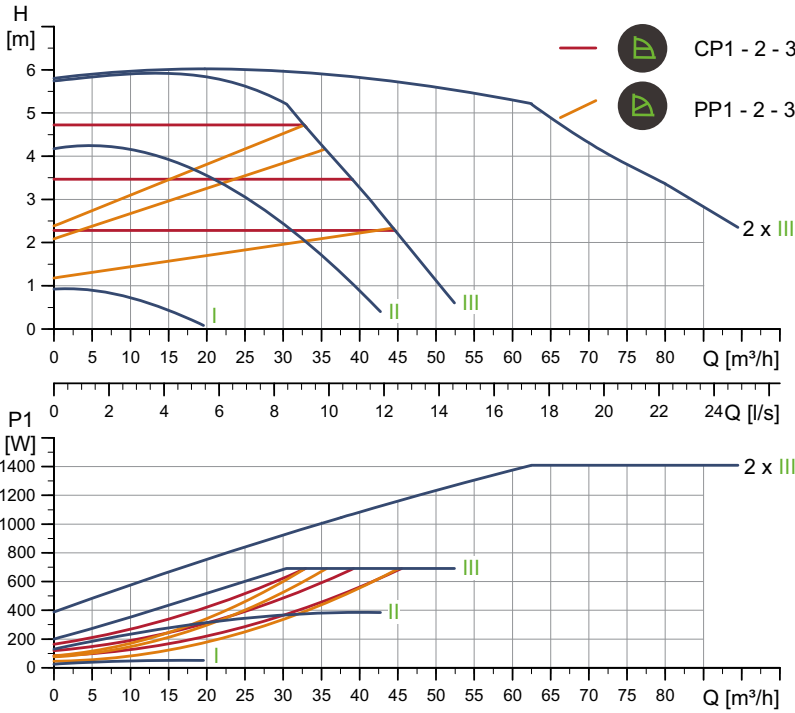 H
[m]
CP1 - 2 - 3
PP1 - 2 - 3
6
5
4
3
2
1
0
2 x III
I
II
III
0 5 10 15 20 25 30 35 40 45 50 55 60 65 70 75 80 Q [m³/h]
0 2 4 6 8 10 12 14 16 18 20 22 24 Q [l/s]
P1
[W]
1400
1200
1000
800
600
400
200
0
2 x III
III
II
I
0 5 10 15 20 25 30 35 40 45 50 55 60 65 70 75 80 Q [m³/h]